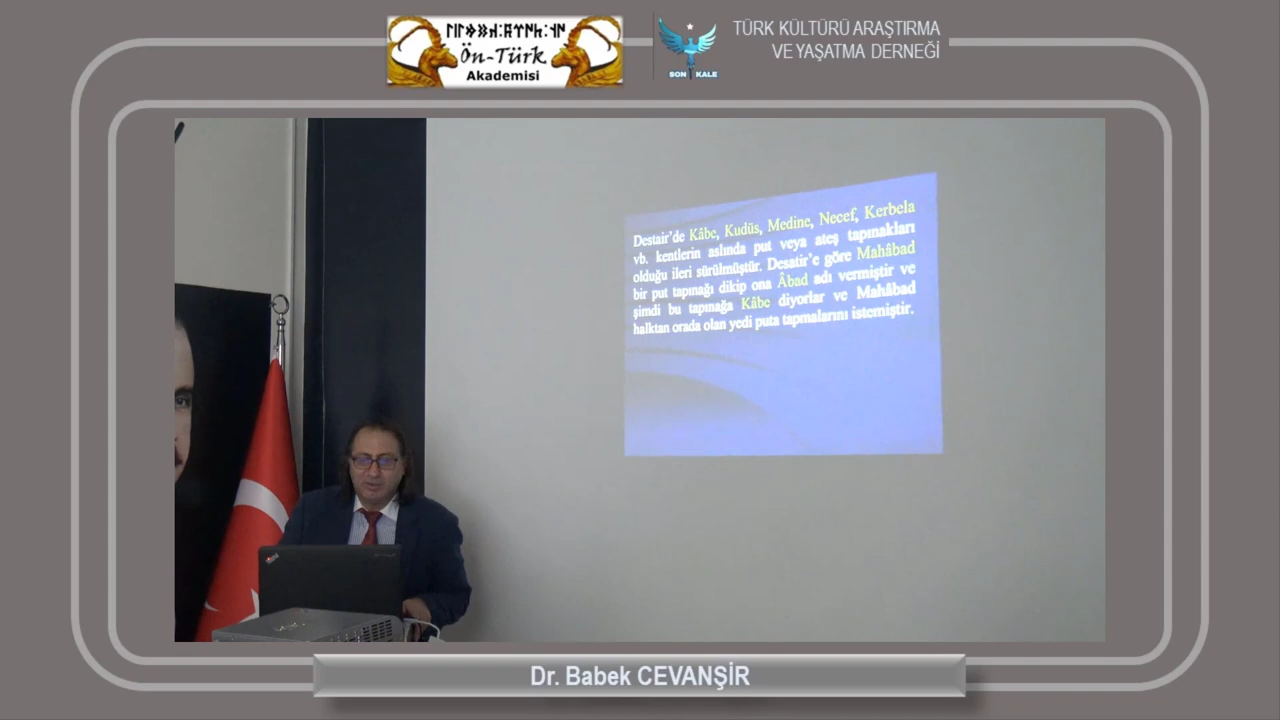 Ön-Türk
Akademisi
SON KALE
TÜRK KÜLTÜRÜ ARAŞTIRMA
VE YAŞATMA DERNEĞİ
Destair'de Kâbe, Kudüs, Medine, Necef, Kerbela
vb. kentlerin aslında put veya ateş tapınakları
olduğu ileri sürülmüştür. Desatir'e göre Mahâbad
bir put tapınağı dikip ona Âbad adı vermiştir ve
şimdi bu tapınağa Kâbe diyorlar ve Mahâbad
halktan orada olan yedi puta tapmalarını istemiştir.
Dr. Babek CEVANŞİR